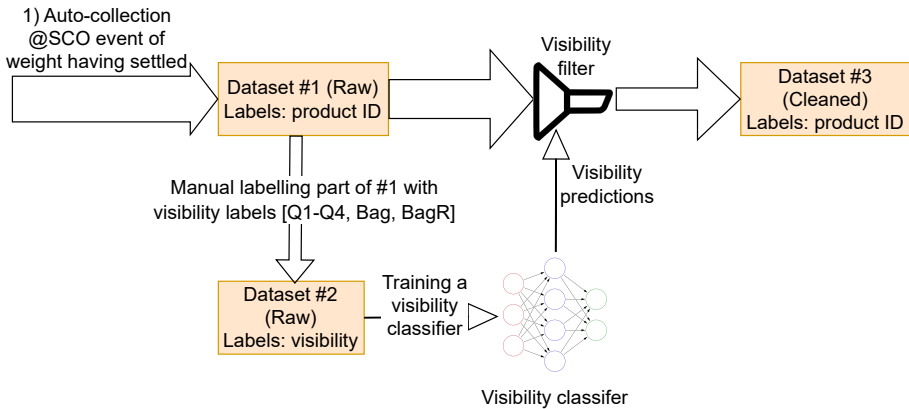 1) Auto-collection
@SCO event of
weight having settled
Dataset #1 (Raw)
Labels: product ID
Visibility
filter
Dataset #3
(Cleaned)
Labels: product ID
Manual labelling part of #1 with
visibility labels [Q1-Q4, Bag, BagR]
Visibility
predictions
Dataset #2
(Raw)
Labels: visibility
Training a
visibility
classifier
Visibility classifer